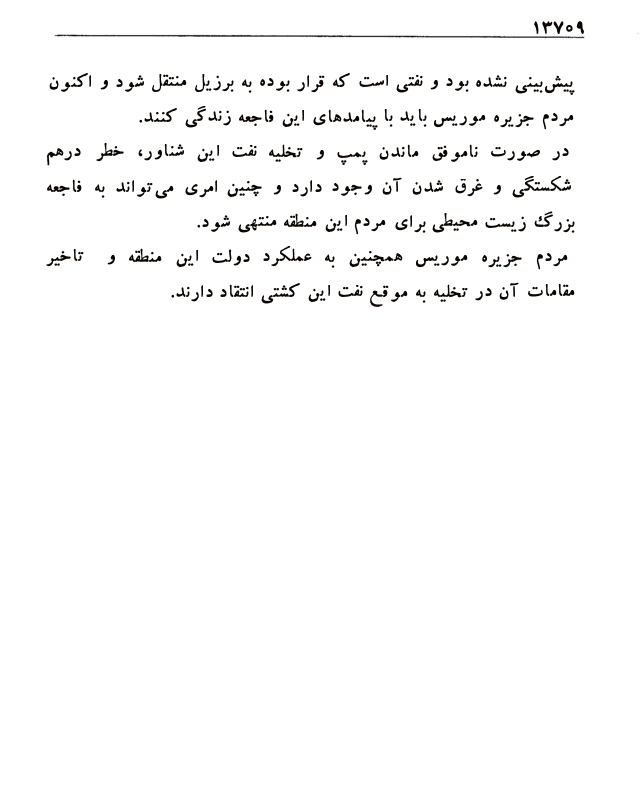 ۱۳۷۰۹
پیش‌بینی نشده بود و نفتی است که قرار بوده به برزیل منتقل شود و اکنون
مردم جزیره موریس باید با پیامدهای این فاجعه زندگی کنند.
در صورت ناموفق ماندن پمپ و تخلیه نفت این شناور، خطر درهم
شکستگی و غرق شدن آن وجود دارد و چنین امری می‌تواند به فاجعه
بزرگ زیست محیطی برای مردم این منطقه منتهی شود.
مردم جزیره موریس همچنین به عملکرد دولت این منطقه و تاخیر
مقامات آن در تخلیه به موقع نفت این کشتی انتقاد دارند.